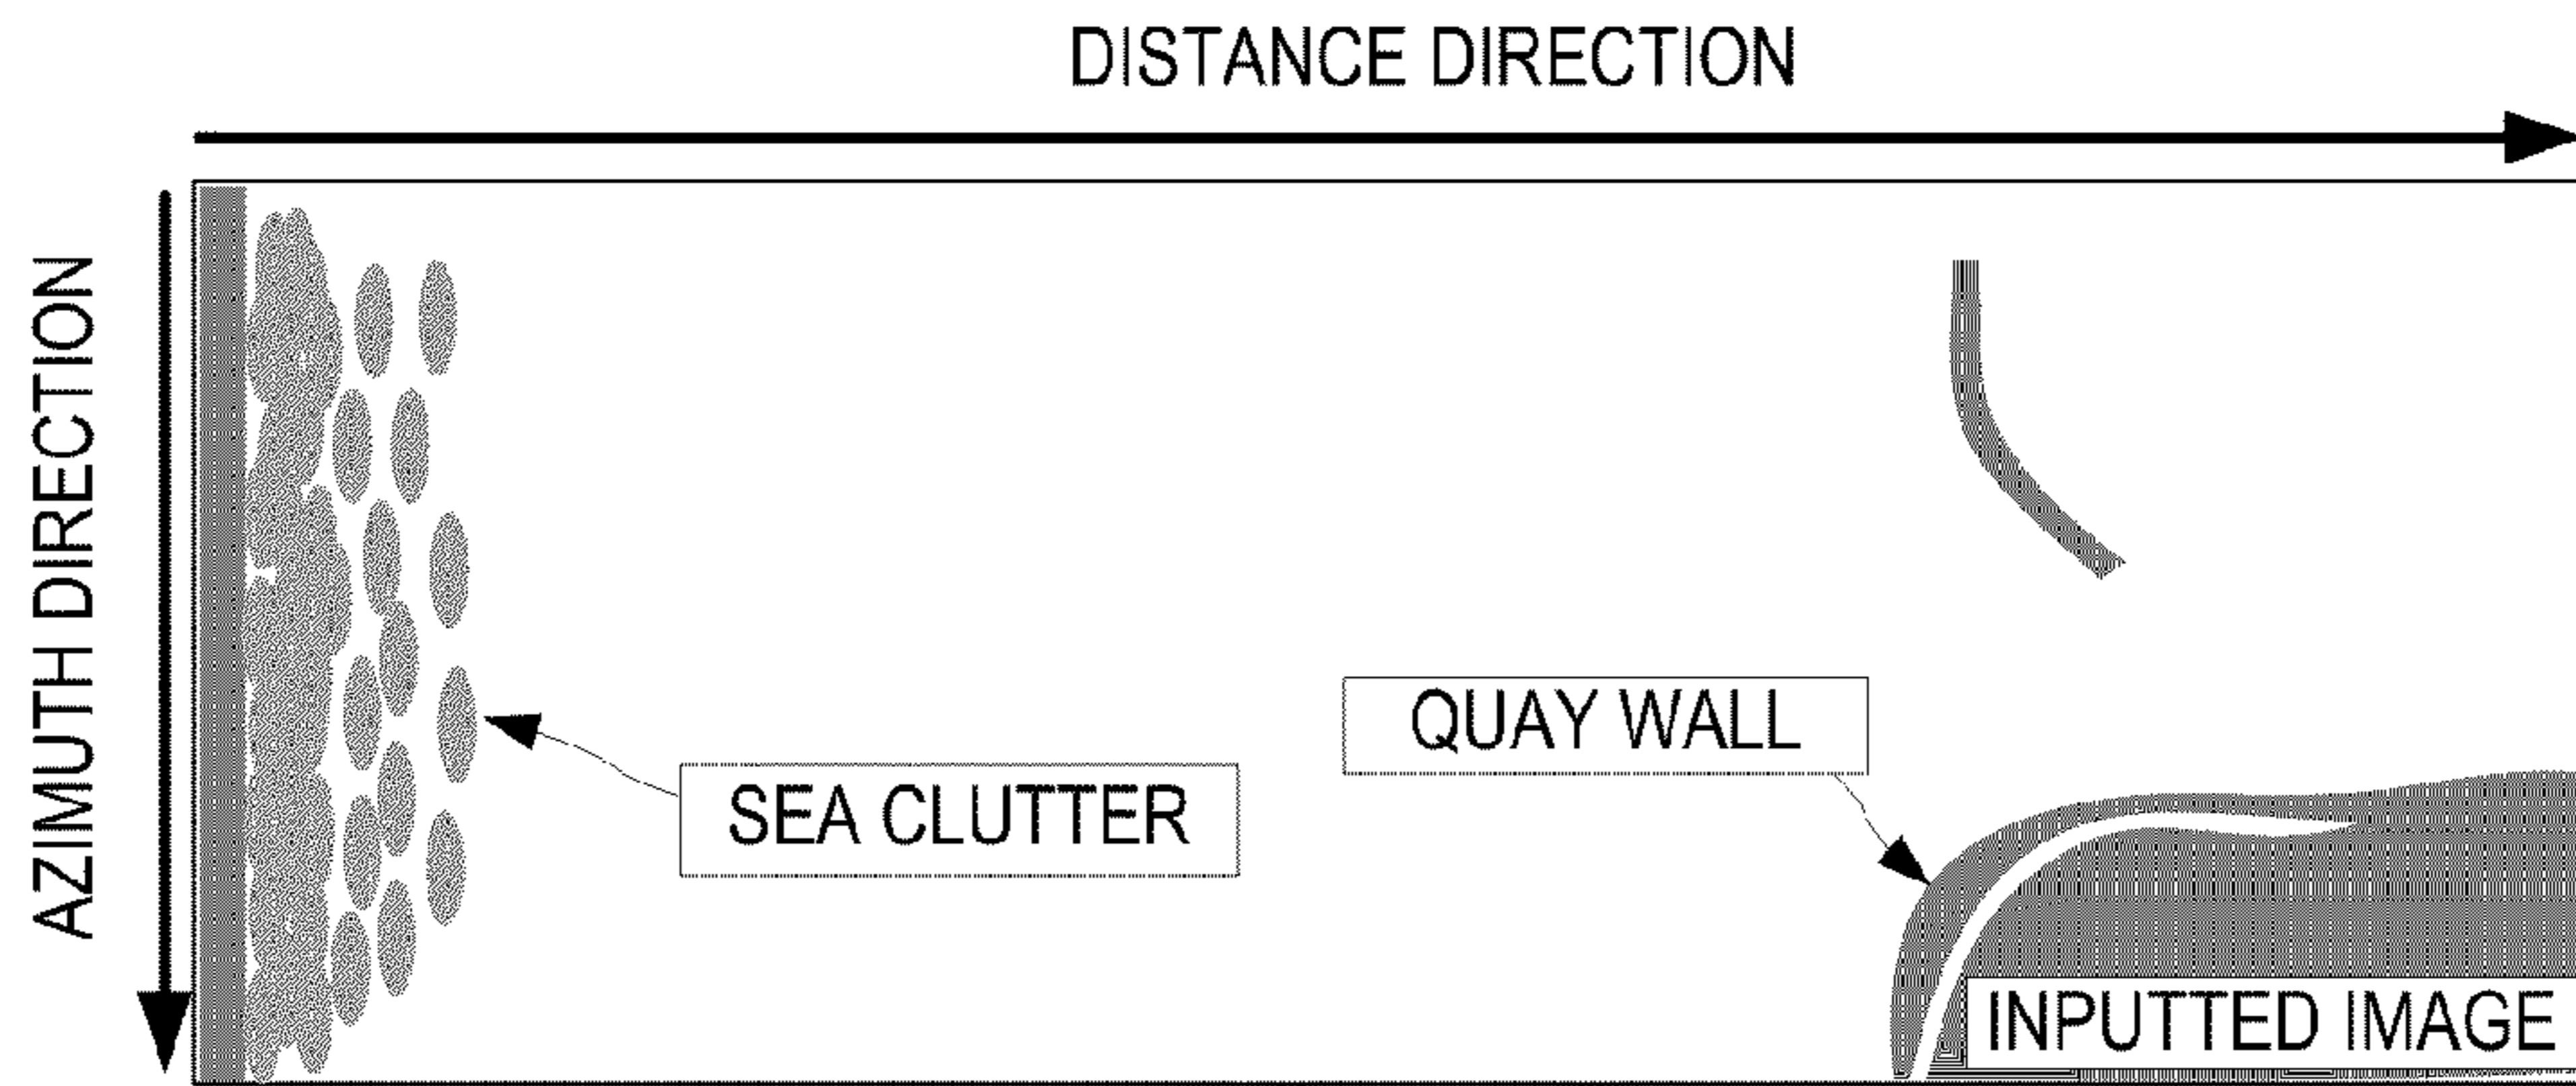 DISTANCE DIRECTION
AZIMUTH DIRECTION
QUAY WALL
SEA CLUTTER
INPUTTED IMAGE